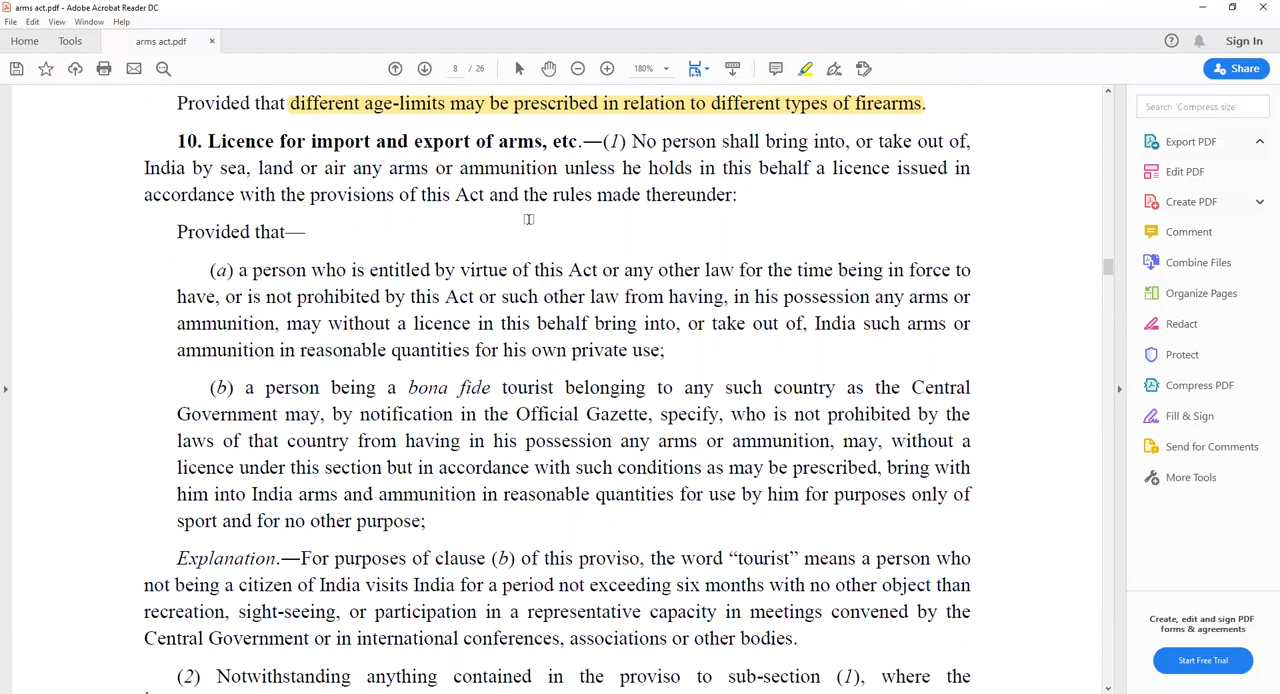 arms act.pdf - Adobe Acrobat Reader DC
File Edit View Window Help
Home Tools arms act.pdf × Sign In
8 / 26 180% Share
Provided that different age-limits may be prescribed in relation to different types of firearms.
10. Licence for import and export of arms, etc.—(1) No person shall bring into, or take out of,
India by sea, land or air any arms or ammunition unless he holds in this behalf a licence issued in
accordance with the provisions of this Act and the rules made thereunder:
Provided that—
(a) a person who is entitled by virtue of this Act or any other law for the time being in force to
have, or is not prohibited by this Act or such other law from having, in his possession any arms or
ammunition, may without a licence in this behalf bring into, or take out of, India such arms or
ammunition in reasonable quantities for his own private use;
(b) a person being a bona fide tourist belonging to any such country as the Central
Government may, by notification in the Official Gazette, specify, who is not prohibited by the
laws of that country from having in his possession any arms or ammunition, may, without a
licence under this section but in accordance with such conditions as may be prescribed, bring with
him into India arms and ammunition in reasonable quantities for use by him for purposes only of
sport and for no other purpose;
Explanation.—For purposes of clause (b) of this proviso, the word “tourist” means a person who
not being a citizen of India visits India for a period not exceeding six months with no other object than
recreation, sight-seeing, or participation in a representative capacity in meetings convened by the
Central Government or in international conferences, associations or other bodies.
(2) Notwithstanding anything contained in the proviso to sub-section (1), where the
Search 'Compress size'
Export PDF
Edit PDF
Create PDF
Comment
Combine Files
Organize Pages
Redact
Protect
Compress PDF
Fill & Sign
Send for Comments
More Tools
Create, edit and sign PDF
forms & agreements
Start Free Trial